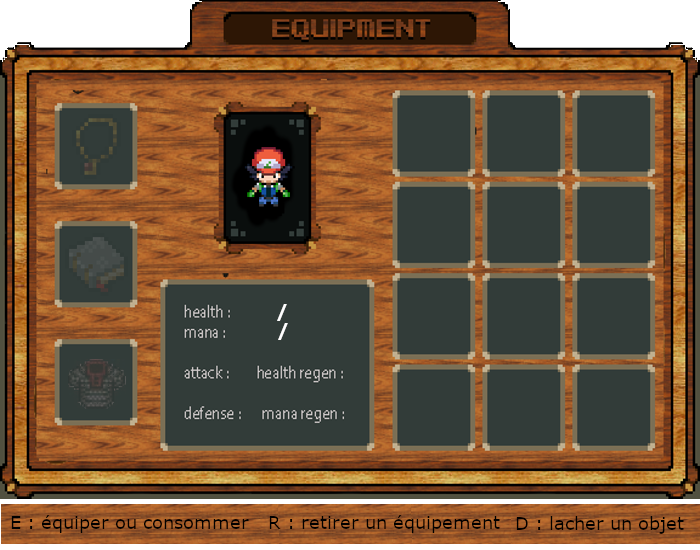 EQUIPMENT
health : /
mana : /
attack : health regen :
defense : mana regen :
E : équiper ou consommer R : retirer un équipement D : lacher un objet